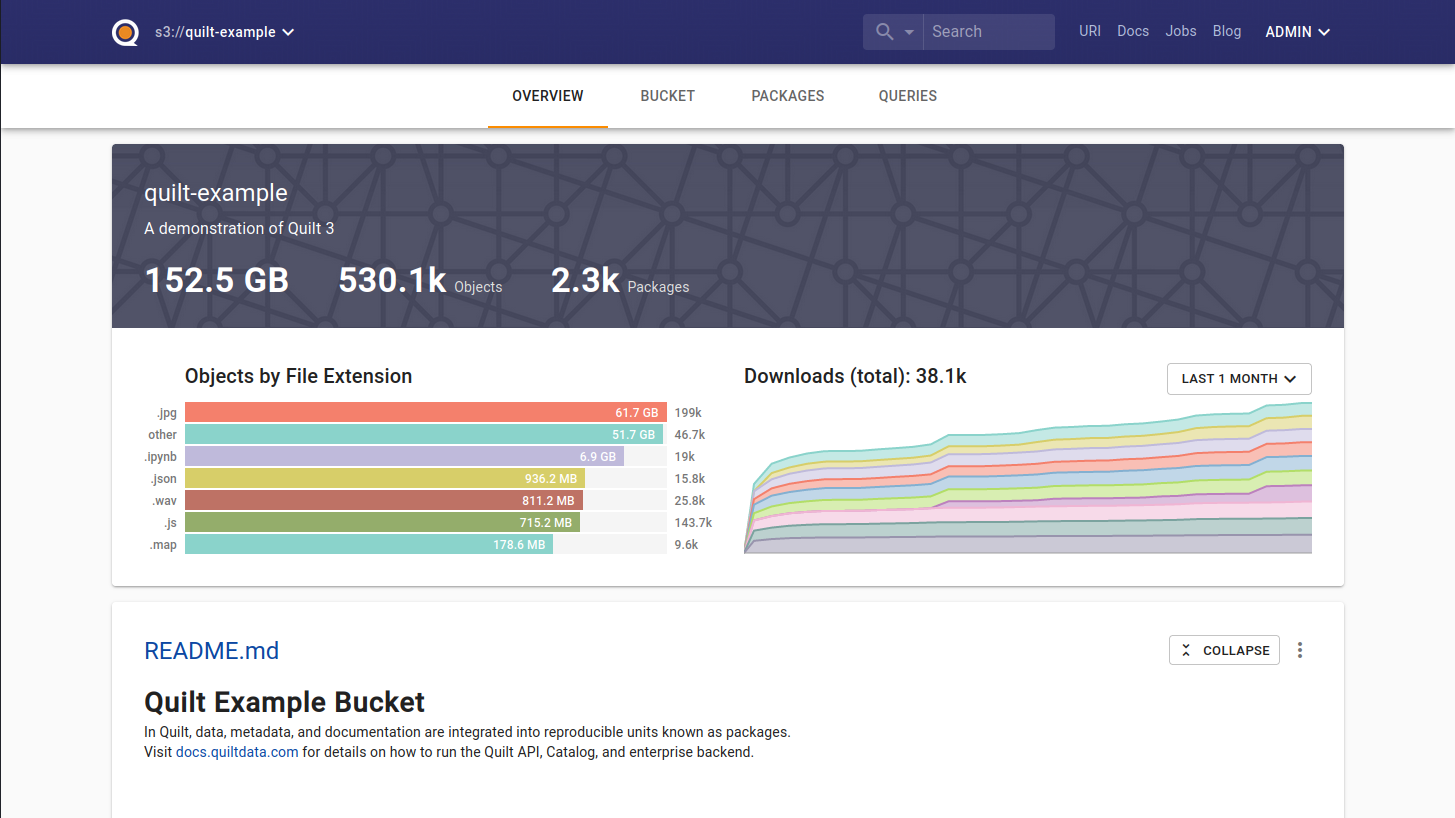 s3://quilt-example
Search
URI Docs Jobs Blog ADMIN
OVERVIEW BUCKET PACKAGES QUERIES
quilt-example
A demonstration of Quilt 3
152.5 GB 530.1k Objects 2.3k Packages
Objects by File Extension
.jpg 61.7 GB 199k
other 51.7 GB 46.7k
.ipynb 6.9 GB 19k
.json 936.2 MB 15.8k
.wav 811.2 MB 25.8k
.js 715.2 MB 143.7k
.map 178.6 MB 9.6k
Downloads (total): 38.1k
LAST 1 MONTH
README.md
COLLAPSE
Quilt Example Bucket
In Quilt, data, metadata, and documentation are integrated into reproducible units known as packages.
Visit docs.quiltdata.com for details on how to run the Quilt API, Catalog, and enterprise backend.